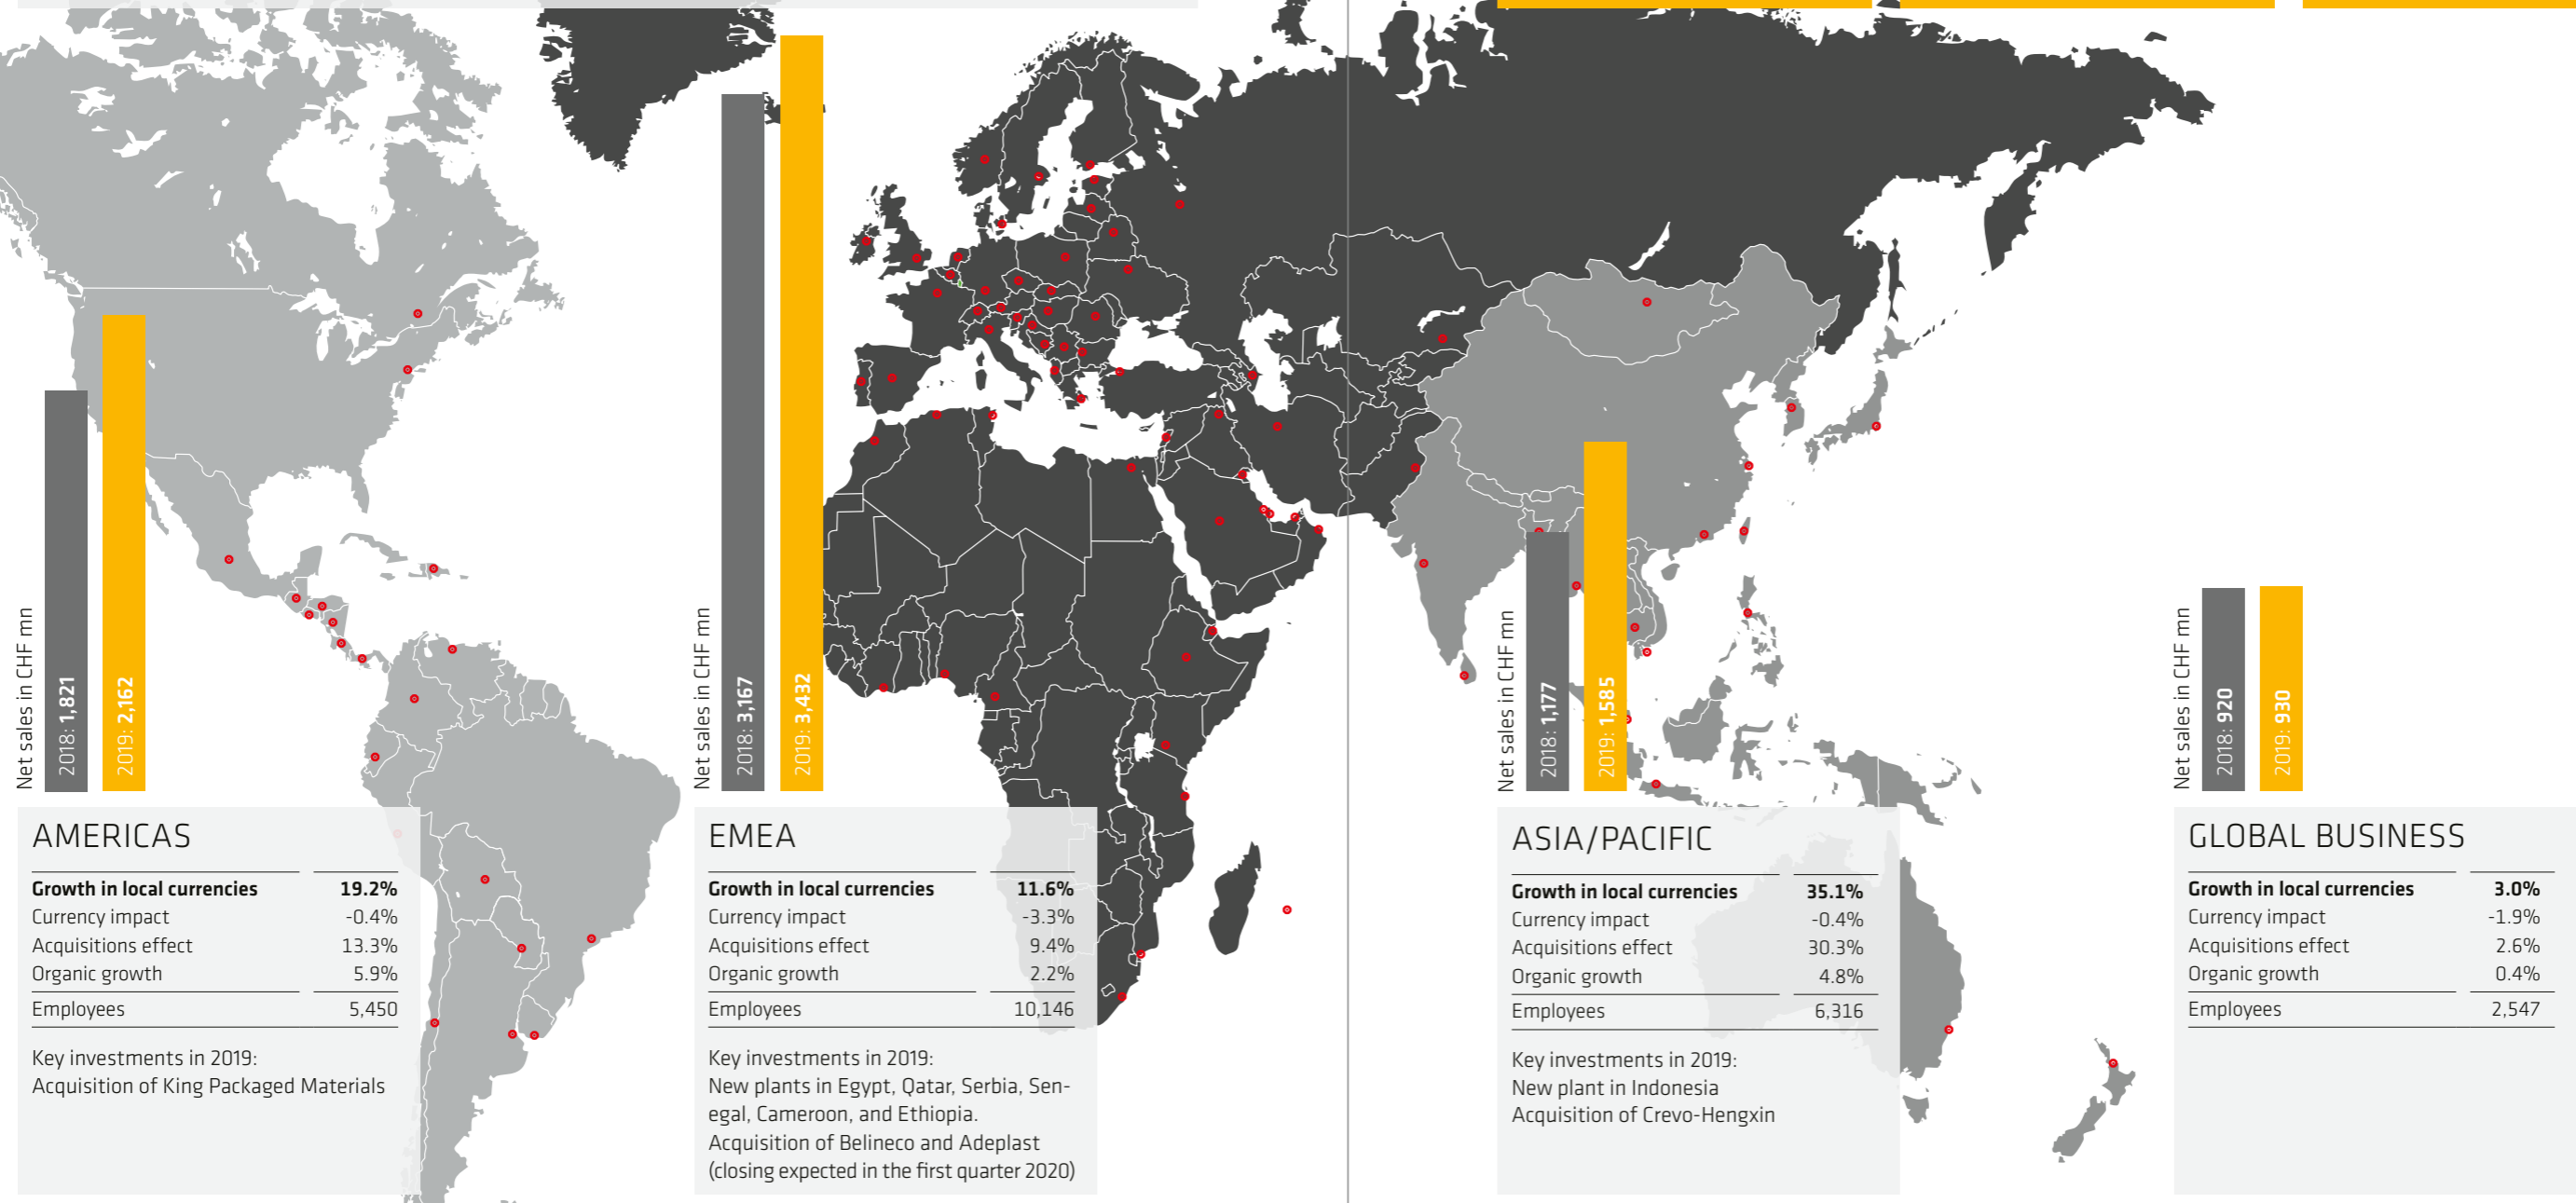 Net sales in CHF mn
2018: 1,821
2019: 2,162
AMERICAS
Growth in local currencies 19.2%
Currency impact -0.4%
Acquisitions effect 13.3%
Organic growth 5.9%
Employees 5,450
Key investments in 2019:
Acquisition of King Packaged Materials
Net sales in CHF mn
2018: 3,167
2019: 3,432
EMEA
Growth in local currencies 11.6%
Currency impact -3.3%
Acquisitions effect 9.4%
Organic growth 2.2%
Employees 10,146
Key investments in 2019:
New plants in Egypt, Qatar, Serbia, Sen-
egal, Cameroon, and Ethiopia.
Acquisition of Belineco and Adeplast
(closing expected in the first quarter 2020)
Net sales in CHF mn
2018: 1,177
2019: 1,585
ASIA/PACIFIC
Growth in local currencies 35.1%
Currency impact -0.4%
Acquisitions effect 30.3%
Organic growth 4.8%
Employees 6,316
Key investments in 2019:
New plant in Indonesia
Acquisition of Crevo-Hengxin
Net sales in CHF mn
2018: 920
2019: 930
GLOBAL BUSINESS
Growth in local currencies 3.0%
Currency impact -1.9%
Acquisitions effect 2.6%
Organic growth 0.4%
Employees 2,547